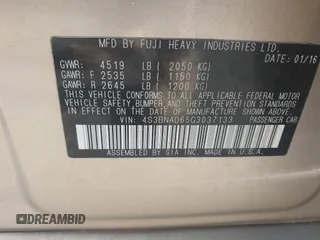 MFD BY FUJI HEAVY INDUSTRIES LTD.
DATE: 01/16
GVWR: 4519 LB ( 2050 KG)
GAWR: F 2535 LB ( 1150 KG)
GAWR: R 2645 LB ( 1200 KG)
THIS VEHICLE CONFORMS TO ALL APPLICABLE FEDERAL MOTOR
VEHICLE SAFETY, BUMPER, AND THEFT PREVENTION STANDARDS
IN EFFECT ON THE DATE OF MANUFACTURE SHOWN ABOVE.
VIN: 4S3BNAD65G3037133 PASSENGER CAR
ASSEMBLED BY SIA INC. MADE IN U.S.A.
DREAMBID